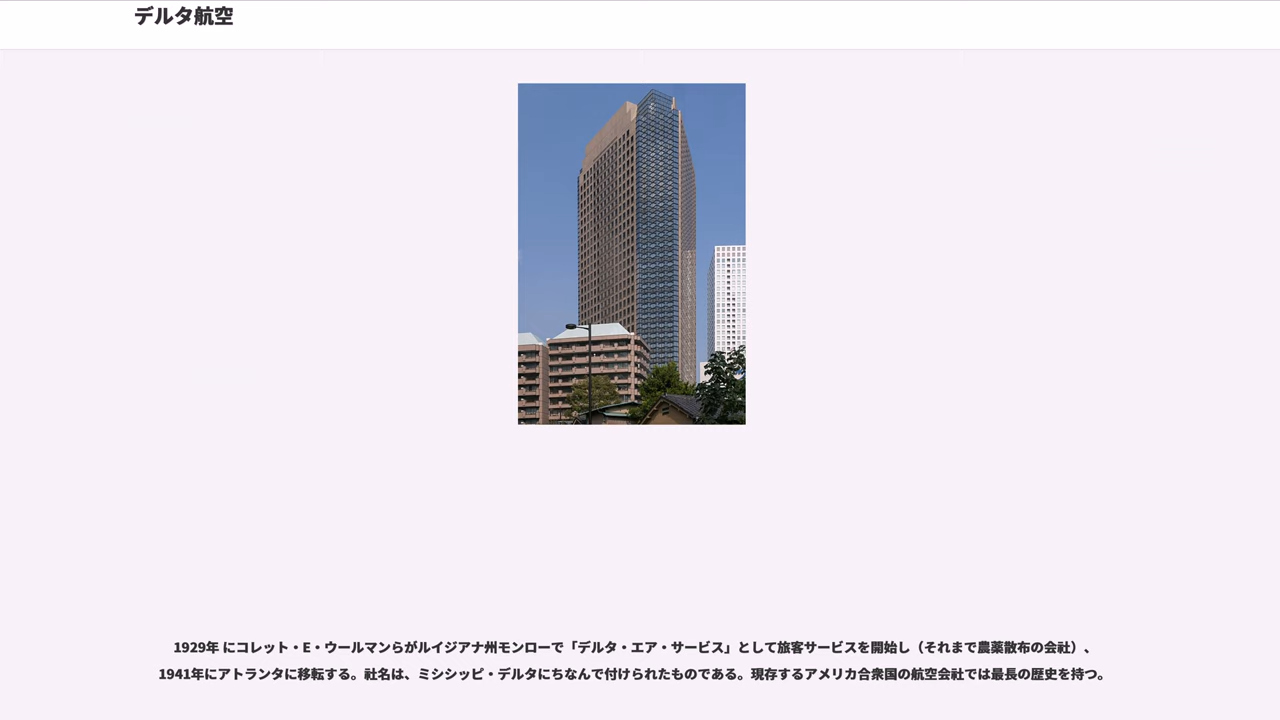 デルタ航空
1929年 にコレット・E・ウールマンらがルイジアナ州モンローで「デルタ・エア・サービス」として旅客サービスを開始し（それまで農薬散布の会社）、
1941年にアトランタに移転する。社名は、ミシシッピ・デルタにちなんで付けられたものである。現存するアメリカ合衆国の航空会社では最長の歴史を持つ。